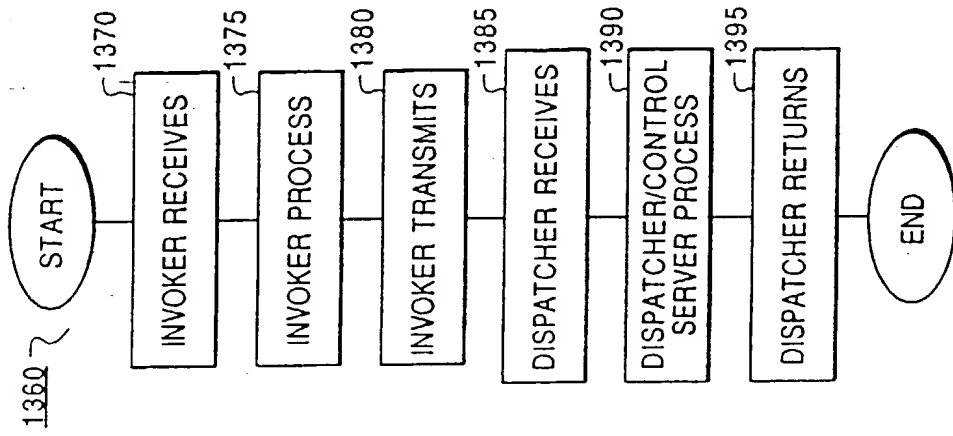 1360
START
INVOKER RECEIVES
1370
INVOKER PROCESS
1375
INVOKER TRANSMITS
1380
DISPATCHER RECEIVES
1385
DISPATCHER/CONTROL
SERVER PROCESS
1390
DISPATCHER RETURNS
1395
END